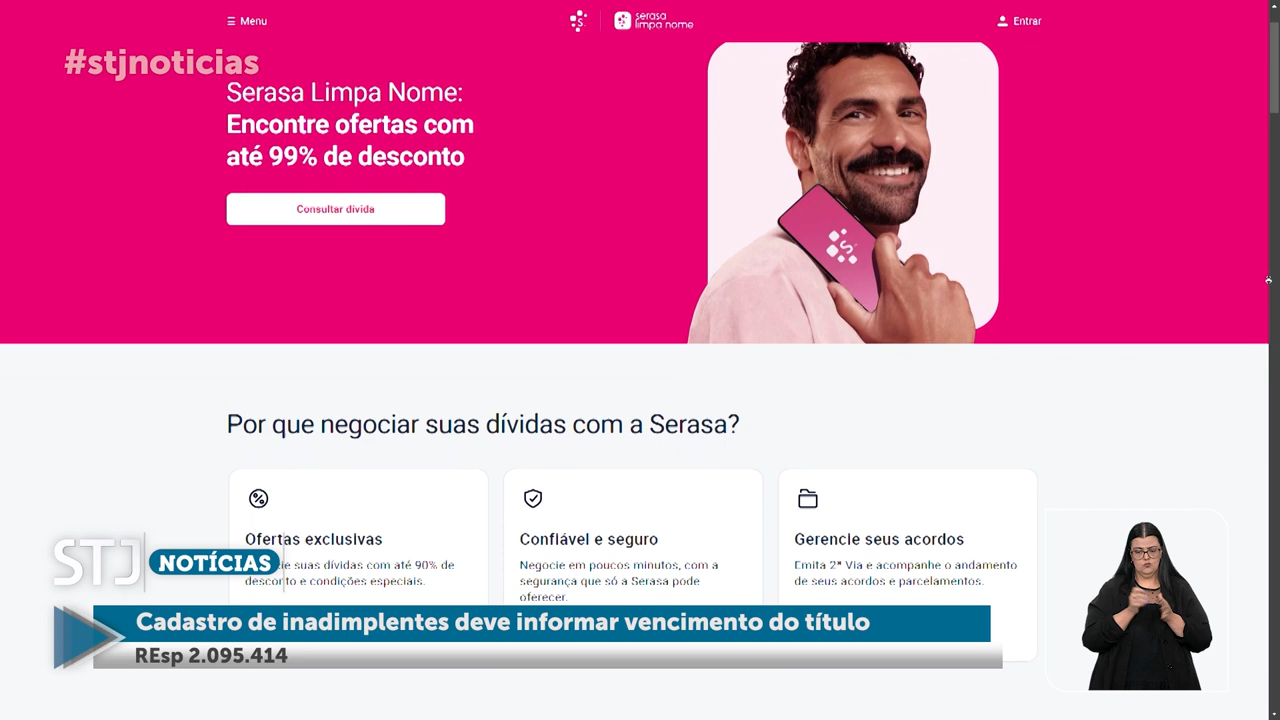 Menu
serasa
limpa nome
Entrar
#stjnoticias
Serasa Limpa Nome:
Encontre ofertas com
até 99% de desconto
Consultar dívida
S
Por que negociar suas dívidas com a Serasa?
Ofertas exclusivas
suas dívidas com até 90% de
desconto e condições especiais.
Confiável e seguro
Negocie em poucos minutos, com a
segurança que só a Serasa pode
oferecer.
Gerencie seus acordos
Emita 2ª Via e acompanhe o andamento
de seus acordos e parcelamentos.
STJ NOTÍCIAS
Cadastro de inadimplentes deve informar vencimento do título
REsp 2.095.414